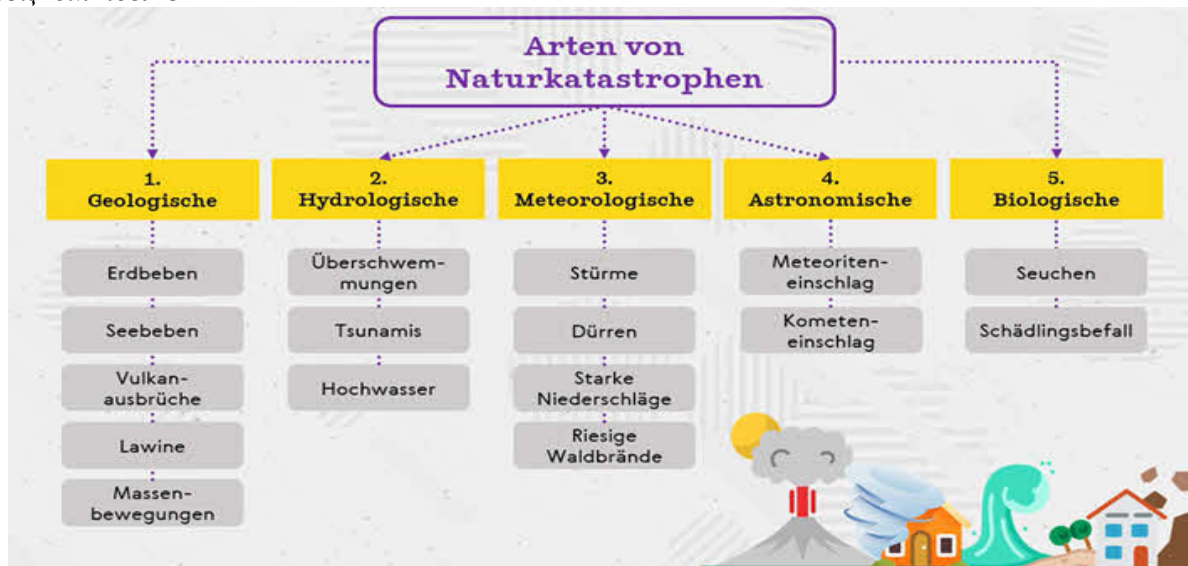 Arten von
Naturkatastrophen
1.
Geologische
2.
Hydrologische
3.
Meteorologische
4.
Astronomische
5.
Biologische
Erdbeben
Seebeben
Vulkan-
ausbrüche
Lawine
Massen-
bewegungen
Überschwem-
mungen
Tsunamis
Hochwasser
Stürme
Dürren
Starke
Niederschläge
Riesige
Waldbrände
Meteoriten-
einschlag
Kometen-
einschlag
Seuchen
Schädlingsbefall